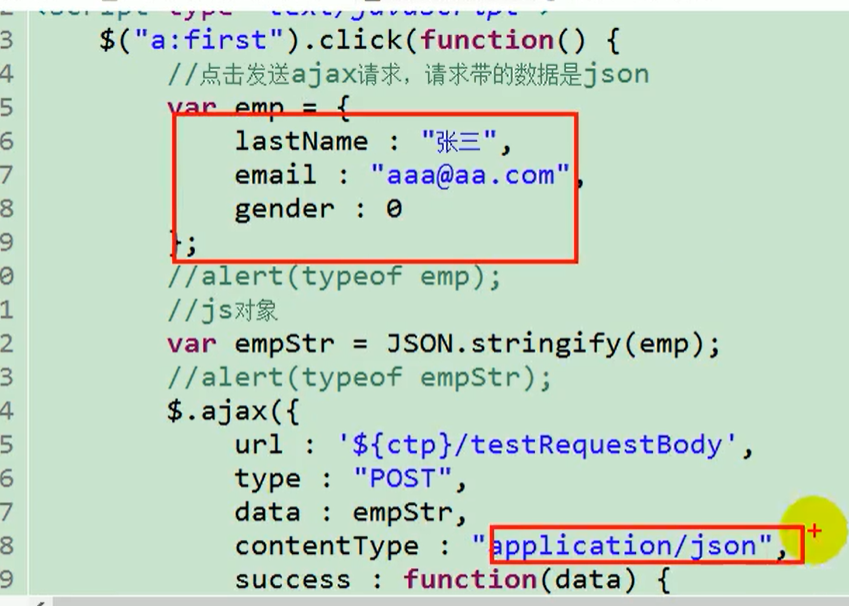 3 $("a:first").click(function() {
4 //点击发送ajax请求，请求带的数据是json
5 var emp = {
6 lastName : "张三",
7 email : "aaa@aa.com",
8 gender : 0
9 };
0 //alert(typeof emp);
1 //js对象
2 var empStr = JSON.stringify(emp);
3 //alert(typeof empStr);
4 $.ajax({
5 url : '${ctp}/testRequestBody',
6 type : "POST",
7 data : empStr,
8 contentType : "application/json",
9 success : function(data) {